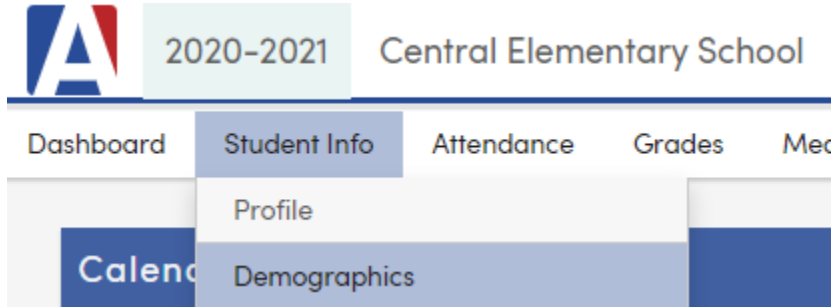 A 2020-2021 Central Elementary School
Dashboard Student Info Attendance Grades
Profile
Demographics